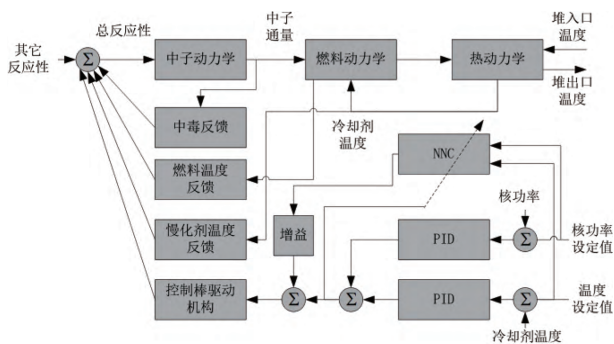 总反应性
中子
通量
其它
反应性
Σ
中子动力学
燃料动力学
热动力学
堆入口
温度
堆出口
温度
中毒反馈
冷却剂
温度
NNC
燃料温度
反馈
核功率
慢化剂温度
反馈
增益
PID
Σ
核功率
设定值
控制棒驱动
机构
Σ
Σ
PID
Σ
温度
设定值
冷却剂温度